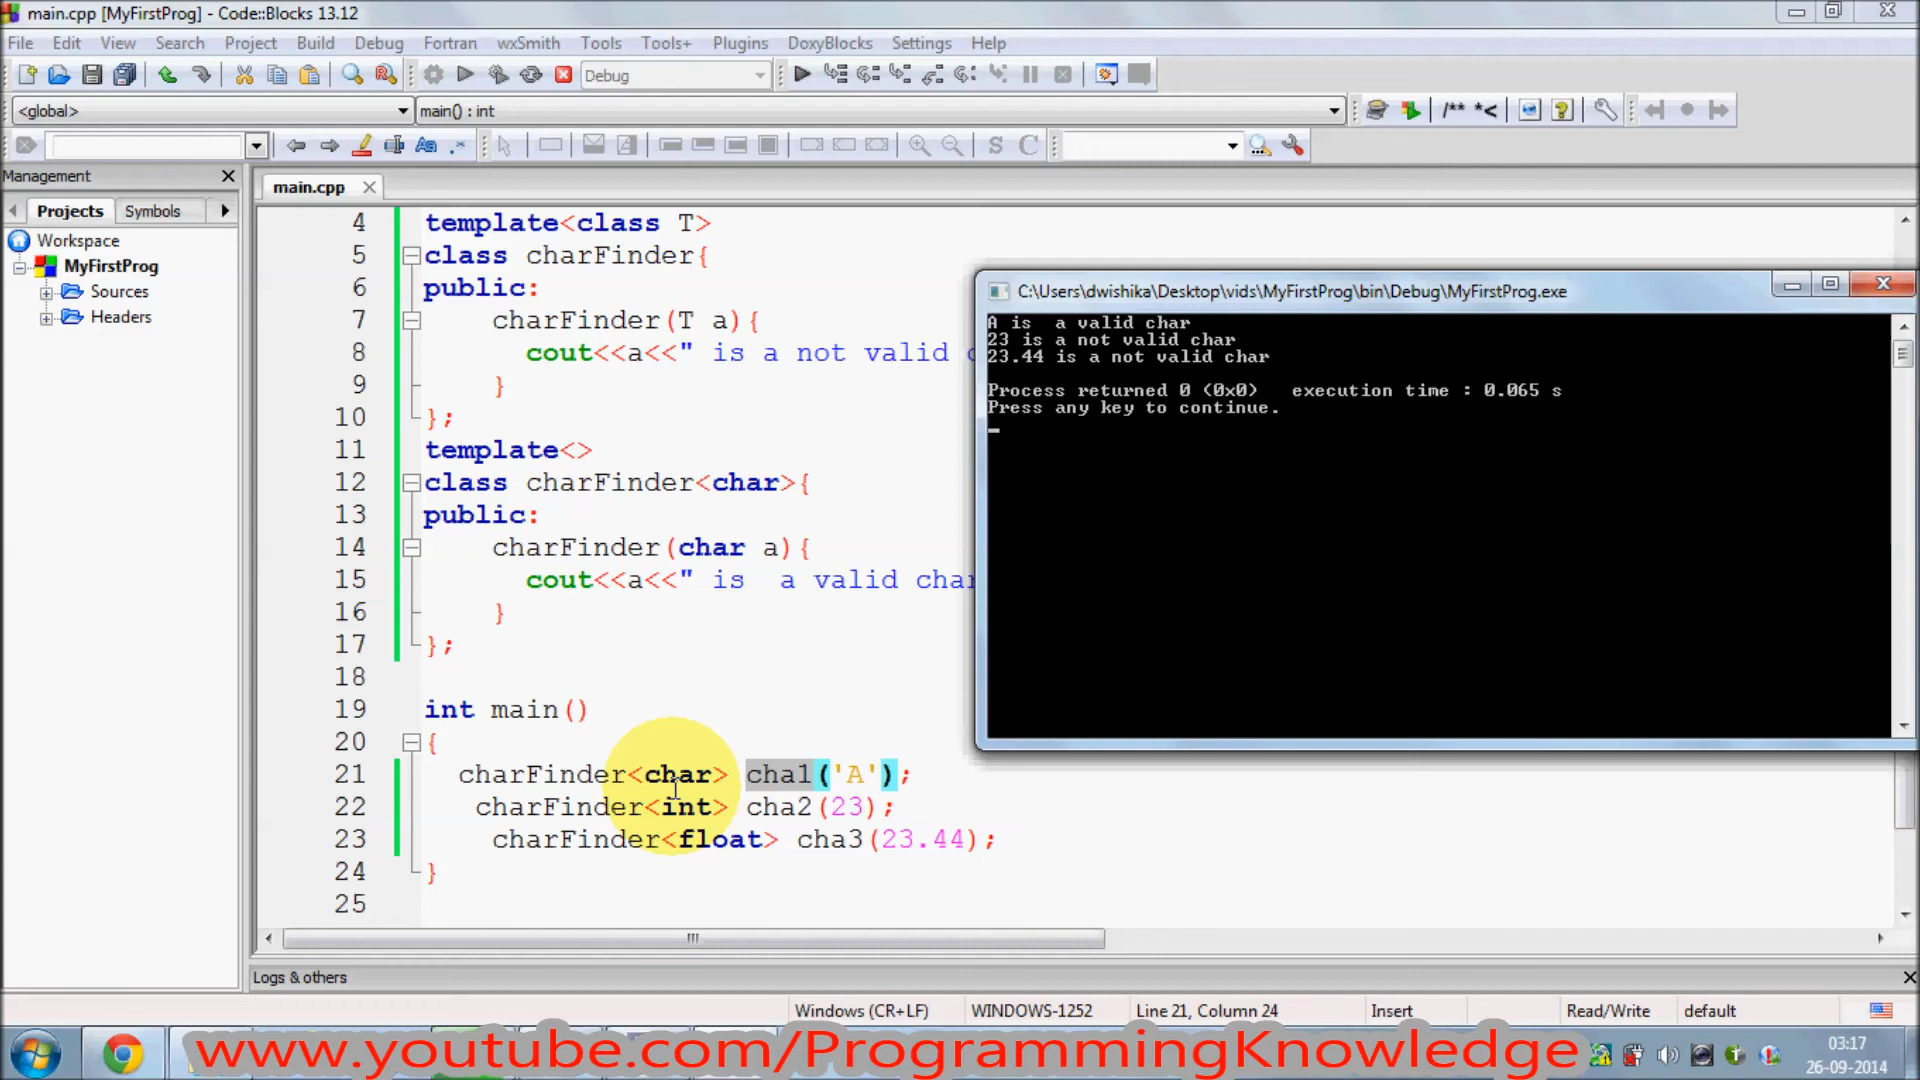 main.cpp [MyFirstProg] - Code::Blocks 13.12
File Edit View Search Project Build Debug Fortran wxSmith Tools Tools+ Plugins DoxyBlocks Settings Help
Debug
<global> main() : int
/** *<
S C
Management
main.cpp
Projects Symbols
Workspace
MyFirstProg
Sources
Headers
4 template<class T>
5 class charFinder{
6 public:
7 charFinder(T a){
8 cout<<a<<" is a not valid
9 }
10 };
11 template<>
12 class charFinder<char>{
13 public:
14 charFinder(char a){
15 cout<<a<<" is  a valid char
16 }
17 };
18
19 int main()
20 {
21 charFinder<char> cha1('A');
22 charFinder<int> cha2(23);
23 charFinder<float> cha3(23.44);
24 }
25
C:\Users\dwishika\Desktop\vids\MyFirstProg\bin\Debug\MyFirstProg.exe
A is  a valid char
23 is a not valid char
23.44 is a not valid char
Process returned 0 (0x0)   execution time : 0.065 s
Press any key to continue.
Logs & others
Windows (CR+LF) WINDOWS-1252 Line 21, Column 24 Insert Read/Write default
www.youtube.com/ProgrammingKnowledge
03:17
26-09-2014